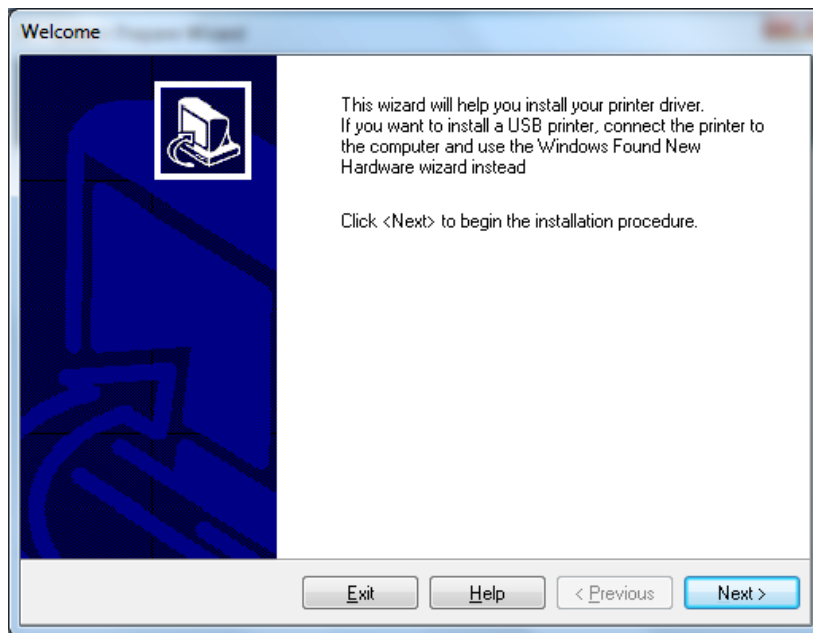 Welcome
This wizard will help you install your printer driver.
If you want to install a USB printer, connect the printer to
the computer and use the Windows Found New
Hardware wizard instead
Click <Next> to begin the installation procedure.
Exit
Help
< Previous
Next >